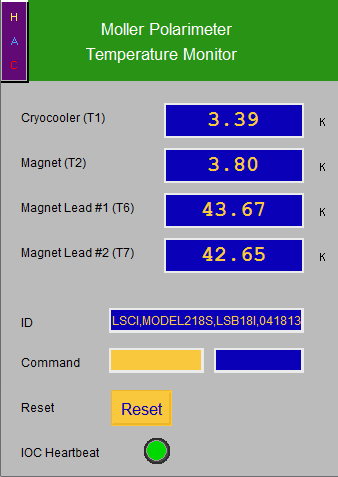 H
A
C
Moller Polarimeter
Temperature Monitor
Cryocooler (T1) 3.39 K
Magnet (T2) 3.80 K
Magnet Lead #1 (T6) 43.67 K
Magnet Lead #2 (T7) 42.65 K
ID LSCI,MODEL218S,LSB18I,041813
Command
Reset Reset
IOC Heartbeat